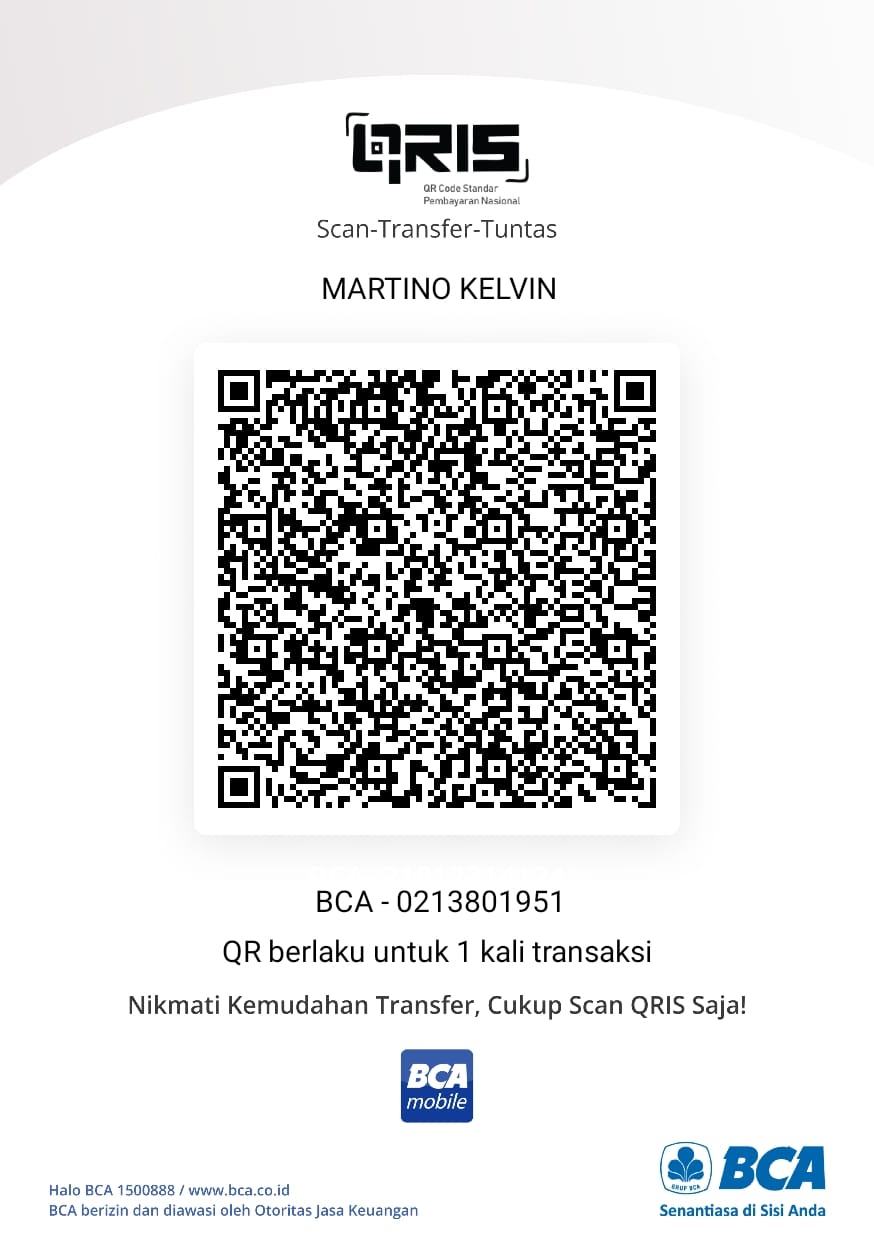 QRIS
QR Code Standar
Pembayaran Nasional
Scan-Transfer-Tuntas
MARTINO KELVIN
BCA - 0213801951
QR berlaku untuk 1 kali transaksi
Nikmati Kemudahan Transfer, Cukup Scan QRIS Saja!
BCA
mobile
GRUP BCA
BCA
Senantiasa di Sisi Anda
Halo BCA 1500888 / www.bca.co.id
BCA berizin dan diawasi oleh Otoritas Jasa Keuangan